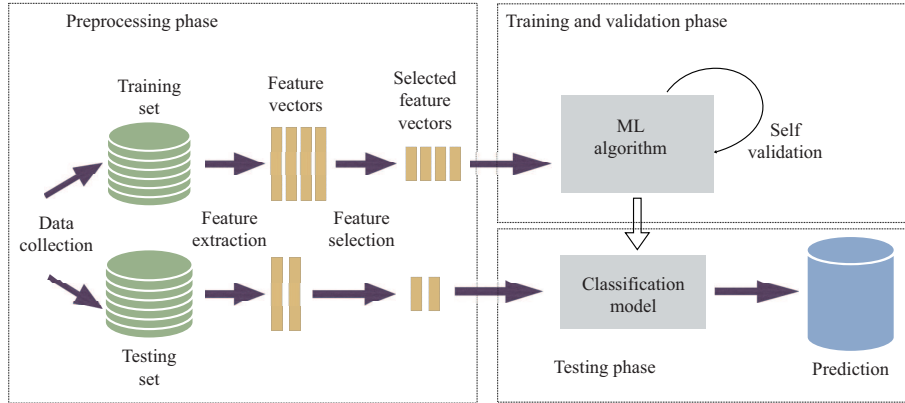 Preprocessing phase
Training and validation phase
Training
set
Feature
vectors
Selected
feature
vectors
ML
algorithm
Self
validation
Data
collection
Feature
extraction
Feature
selection
Classification
model
Testing
set
Testing phase
Prediction